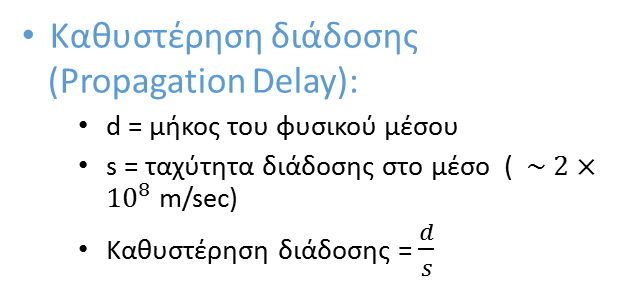 • Καθυστέρηση διάδοσης
(Propagation Delay):
• d = μήκος του φυσικού μέσου
• s = ταχύτητα διάδοσης στο μέσο ( ~ 2 ×
10⁸ m/sec)
• Καθυστέρηση διάδοσης = d/s